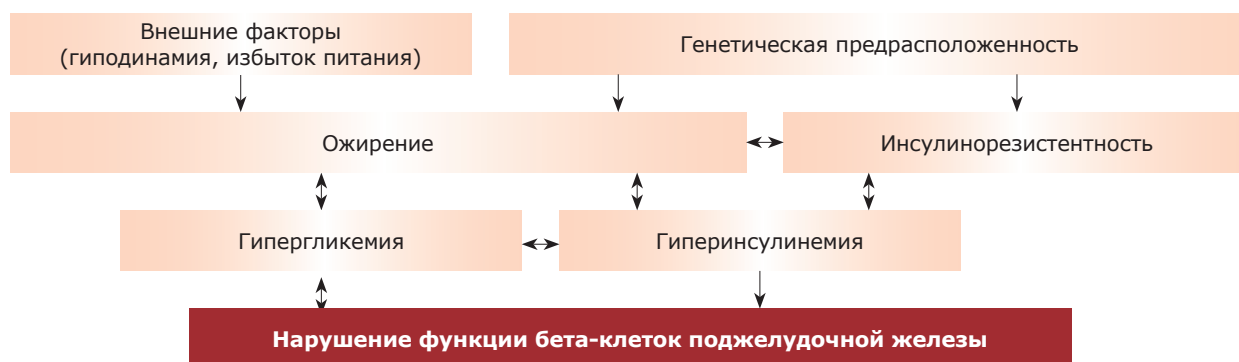 Внешние факторы
(гиподинамия, избыток питания)
Генетическая предрасположенность
Ожирение
Инсулинорезистентность
Гипергликемия
Гиперинсулинемия
Нарушение функции бета-клеток поджелудочной железы